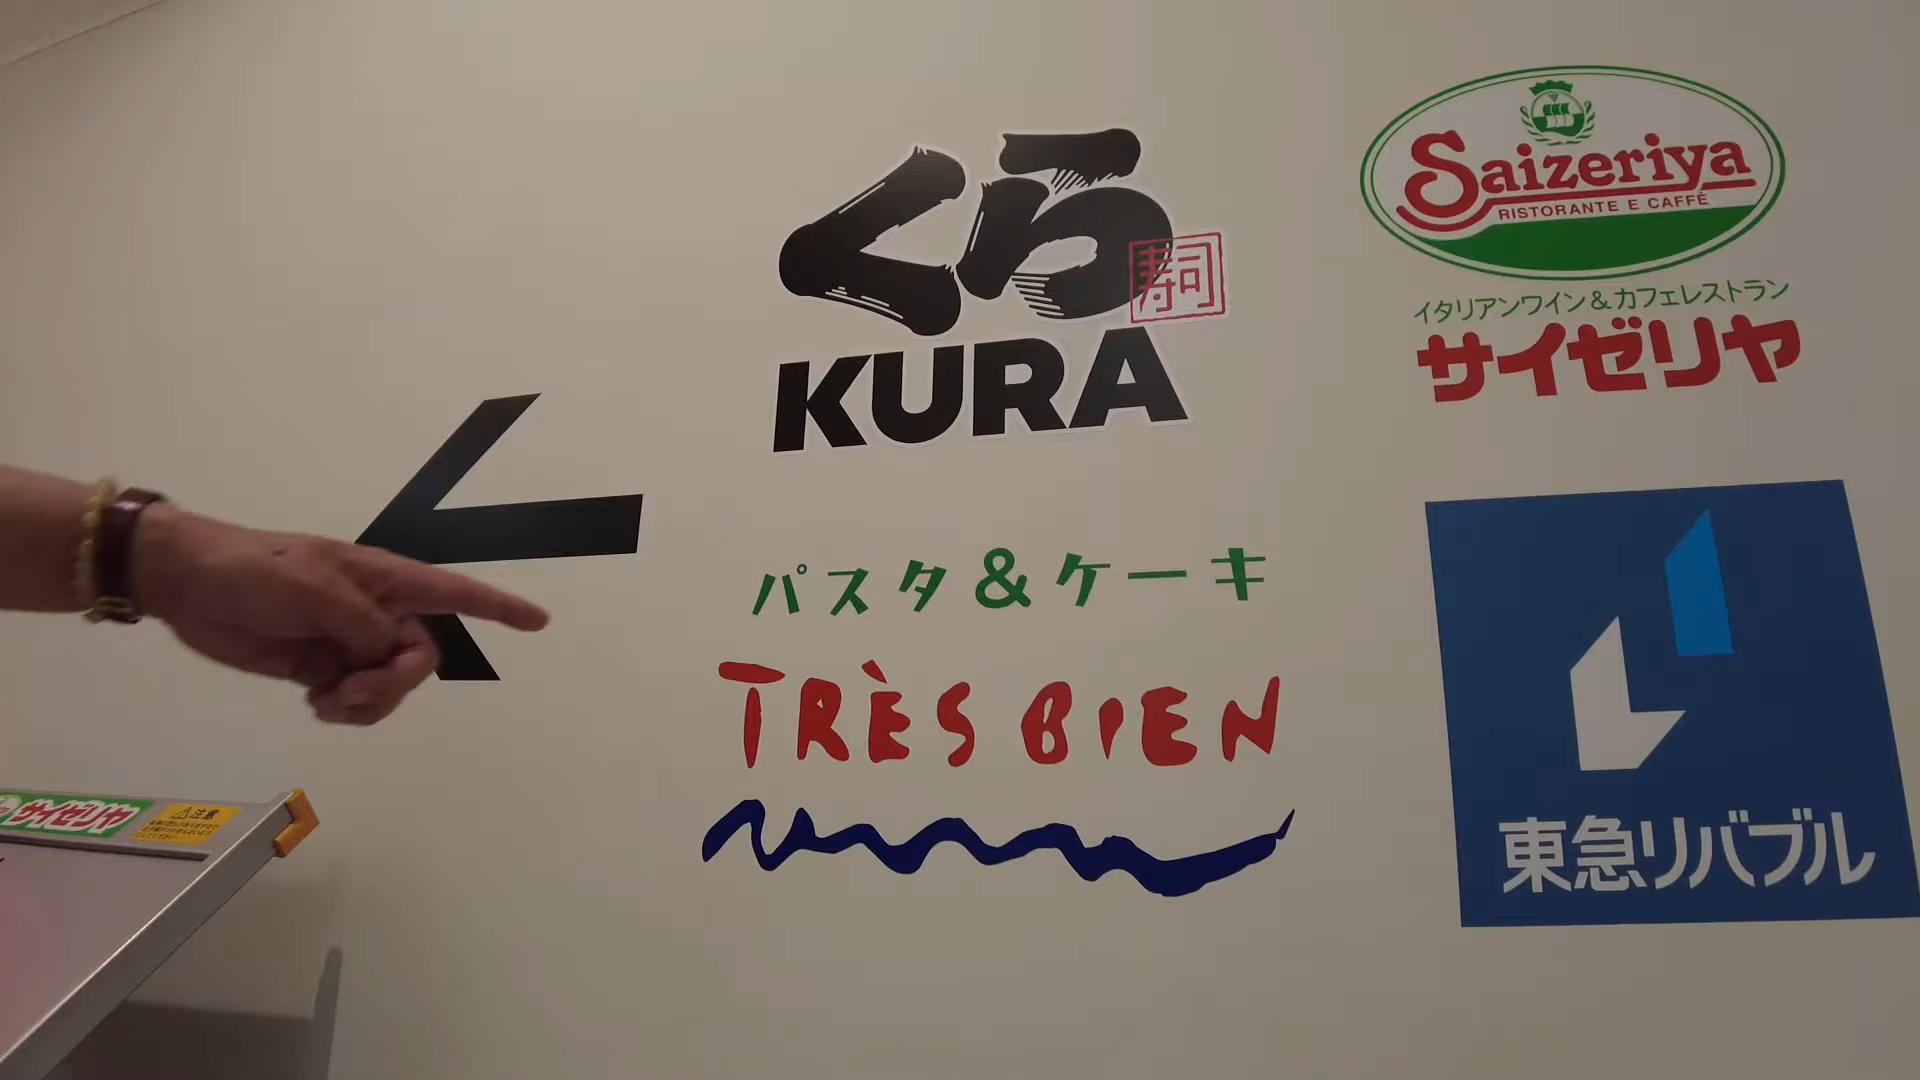 くら
寿司
KURA
Saizeriya
RISTORANTE E CAFFÈ
イタリアンワイン&カフェレストラン
サイゼリヤ
パスタ&ケーキ
TRÈS BIEN
東急リバブル
サイゼリヤ
注意